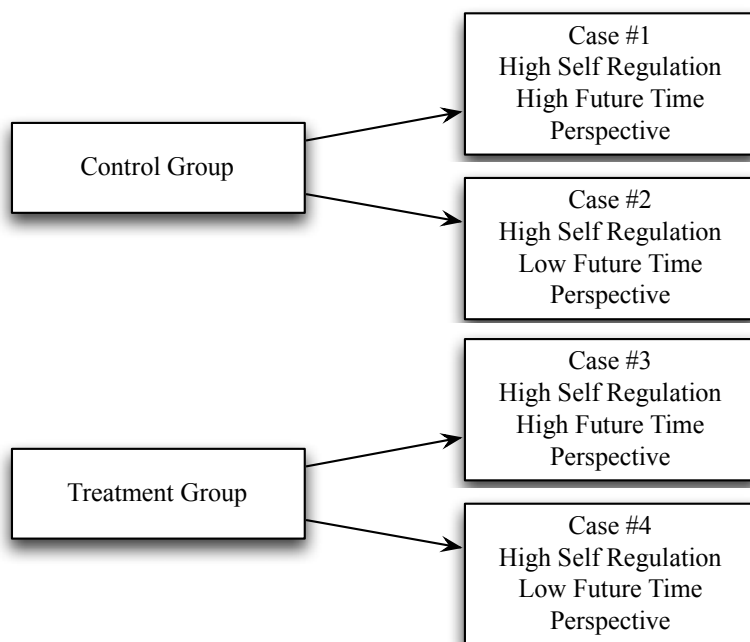 Control Group
Case #1
High Self Regulation
High Future Time
Perspective
Case #2
High Self Regulation
Low Future Time
Perspective
Treatment Group
Case #3
High Self Regulation
High Future Time
Perspective
Case #4
High Self Regulation
Low Future Time
Perspective